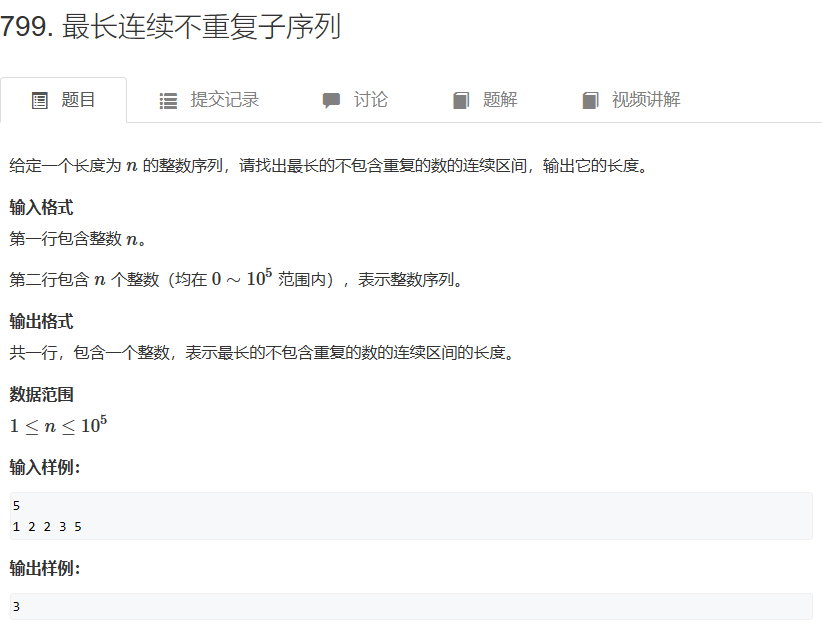 799. 最长连续不重复子序列
题目 提交记录 讨论 题解 视频讲解
给定一个长度为 n 的整数序列，请找出最长的不包含重复的数的连续区间，输出它的长度。
输入格式
第一行包含整数 n。
第二行包含 n 个整数（均在 0 ∼ 10⁵ 范围内），表示整数序列。
输出格式
共一行，包含一个整数，表示最长的不包含重复的数的连续区间的长度。
数据范围
1 ≤ n ≤ 10⁵
输入样例：
5
1 2 2 3 5
输出样例：
3